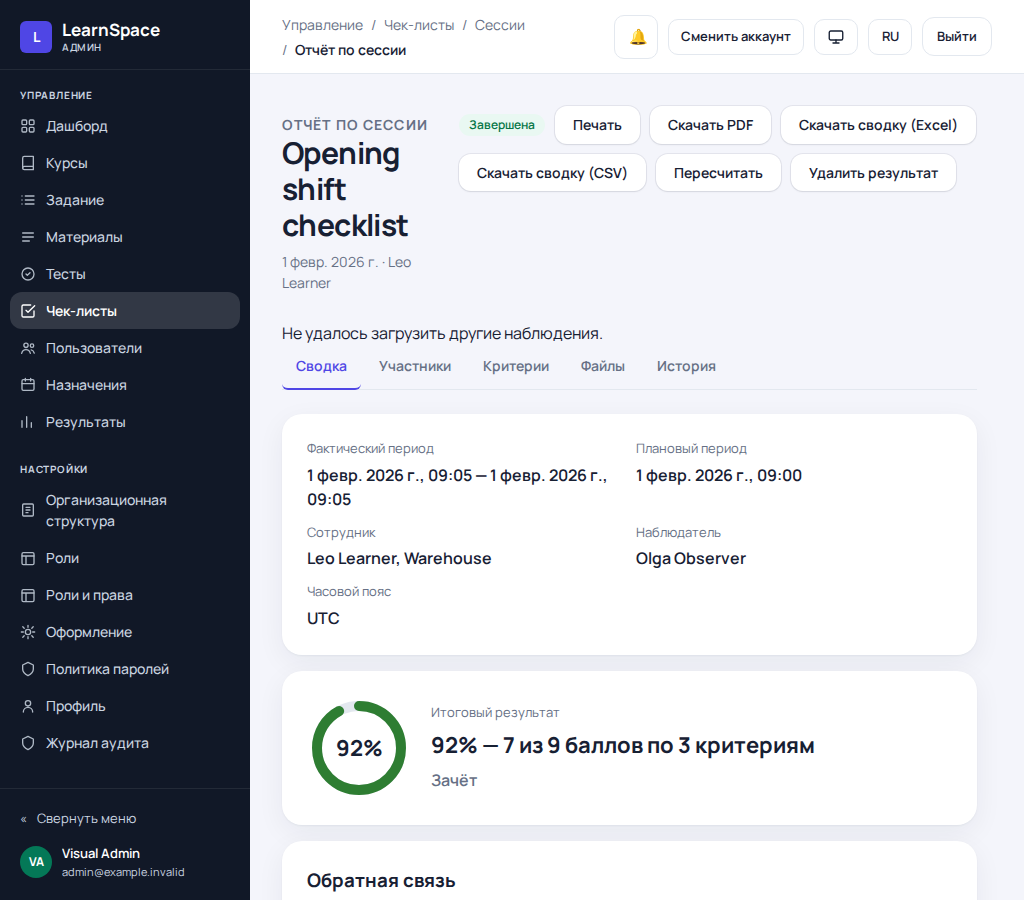 L
LearnSpace
АДМИН
УПРАВЛЕНИЕ
Дашборд
Курсы
Задание
Материалы
Тесты
Чек-листы
Пользователи
Назначения
Результаты
НАСТРОЙКИ
Организационная
структура
Роли
Роли и права
Оформление
Политика паролей
Профиль
Журнал аудита
« Свернуть меню
VA
Visual Admin
admin@example.invalid
Управление / Чек-листы / Сессии
/ Отчёт по сессии
Сменить аккаунт
RU
Выйти
ОТЧЁТ ПО СЕССИИ
Opening
shift
checklist
1 февр. 2026 г. · Leo
Learner
Завершена
Печать
Скачать PDF
Скачать сводку (Excel)
Скачать сводку (CSV)
Пересчитать
Удалить результат
Не удалось загрузить другие наблюдения.
Сводка
Участники
Критерии
Файлы
История
Фактический период
1 февр. 2026 г., 09:05 — 1 февр. 2026 г.,
09:05
Плановый период
1 февр. 2026 г., 09:00
Сотрудник
Leo Learner, Warehouse
Наблюдатель
Olga Observer
Часовой пояс
UTC
92%
Итоговый результат
92% — 7 из 9 баллов по 3 критериям
Зачёт
Обратная связь